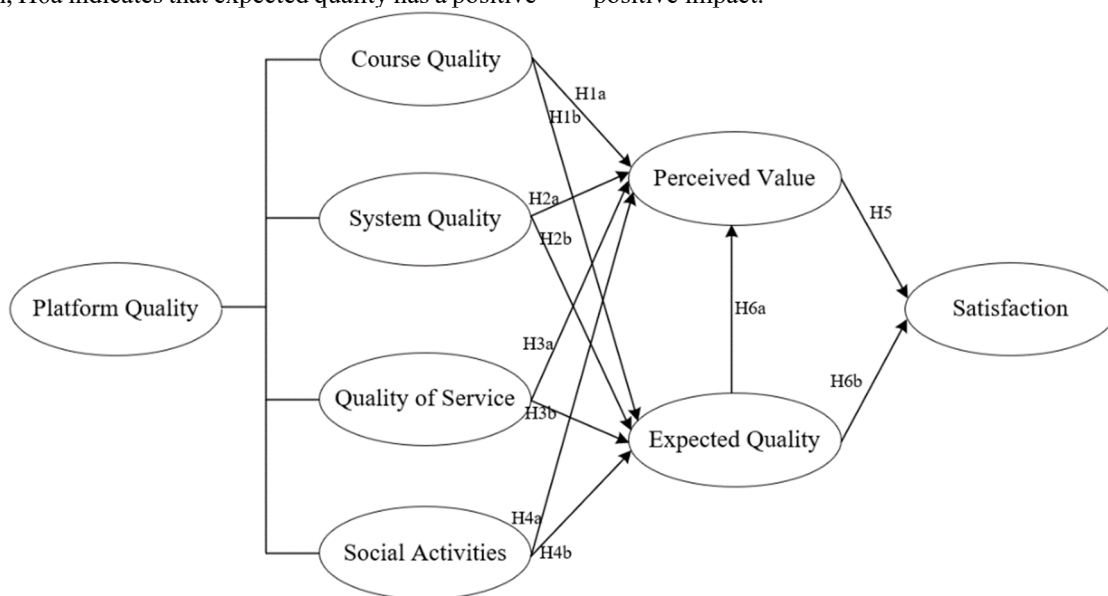 H6a indicates that expected quality has a positive
positive impact.
Course Quality
H1a
H1b
Perceived Value
System Quality
H2a
H2b
H5
Platform Quality
H6a
Satisfaction
H3a
Quality of Service
H3b
H6b
Expected Quality
H4a
Social Activities
H4b